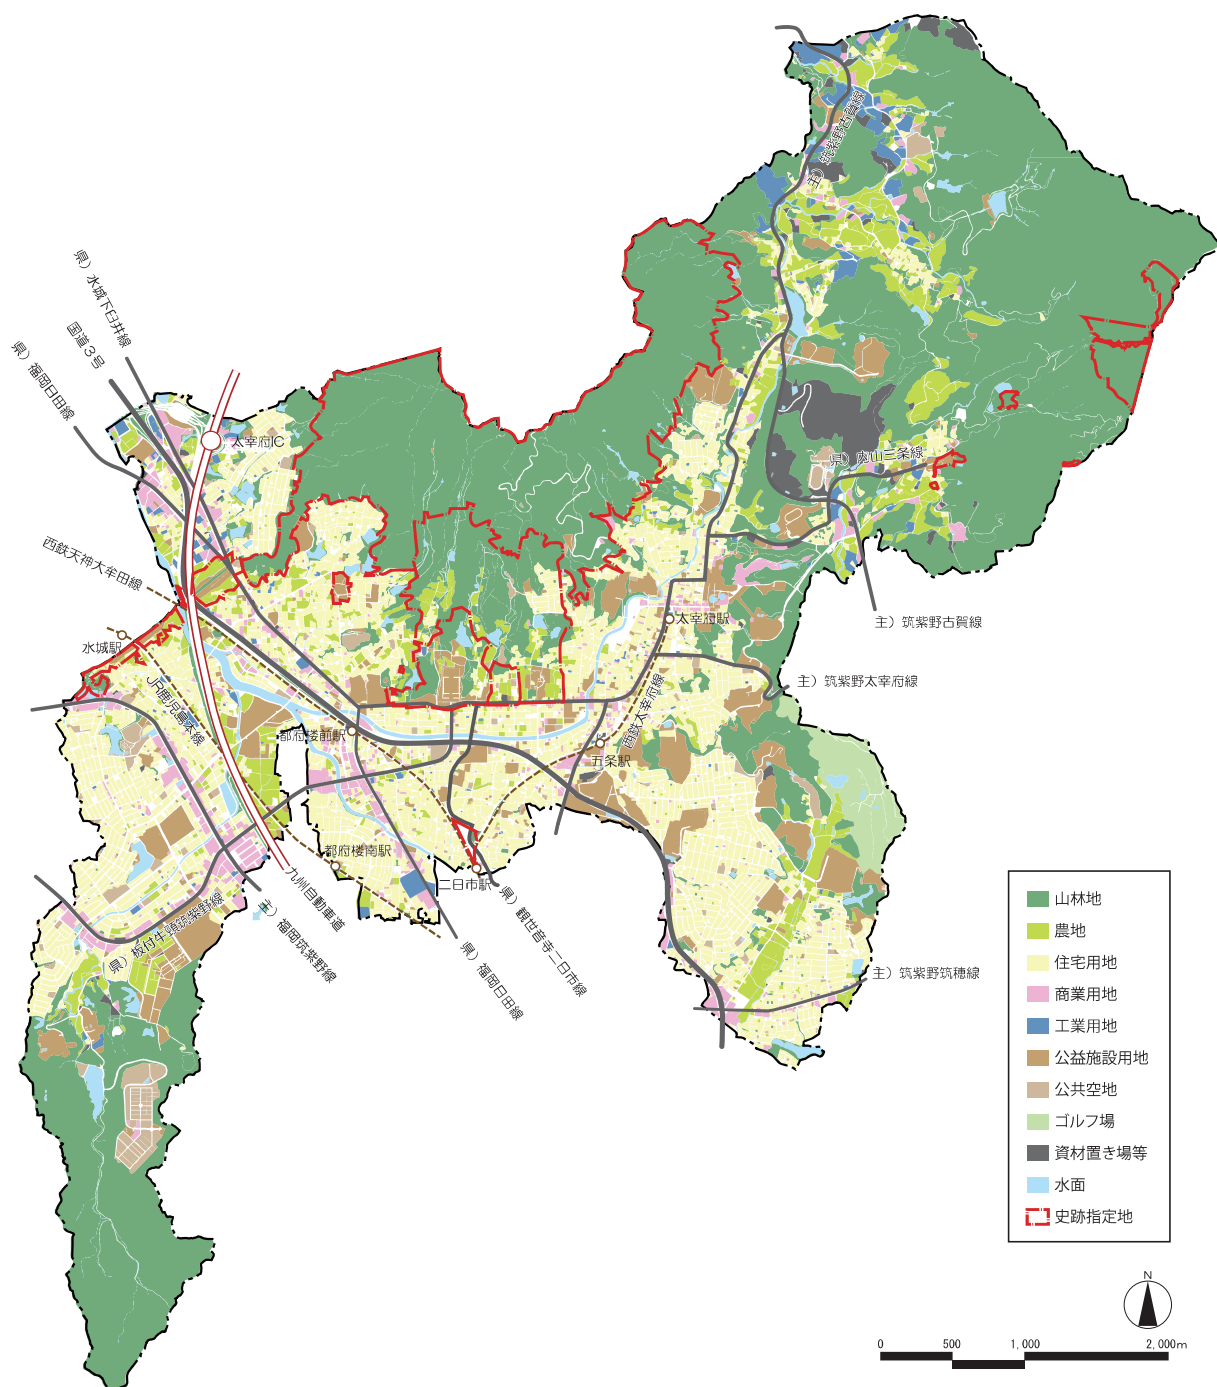 主）筑紫野古賀線
県）水城下臼井線
国道３号
県）福岡日田線
太宰府IC
県）内山三条線
西鉄天神大牟田線
水城駅
JR鹿児島本線
太宰府駅
主）筑紫野古賀線
主）筑紫野太宰府線
西鉄太宰府線
都府楼前駅
五条駅
都府楼南駅
二日市駅
九州自動車道
県）観世音寺二日市線
県）板付牛頸筑紫野線
主）福岡筑紫野線
県）福岡日田線
主）筑紫野筑穂線
山林地
農地
住宅用地
商業用地
工業用地
公益施設用地
公共空地
ゴルフ場
資材置き場等
水面
史跡指定地
N
0 500 1,000 2,000m